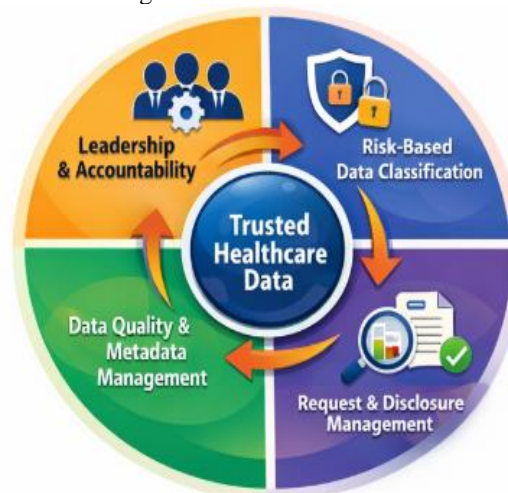 Leadership
& Accountability
Risk-Based
Data Classification
Trusted
Healthcare
Data
Data Quality &
Metadata
Management
Request & Disclosure
Management